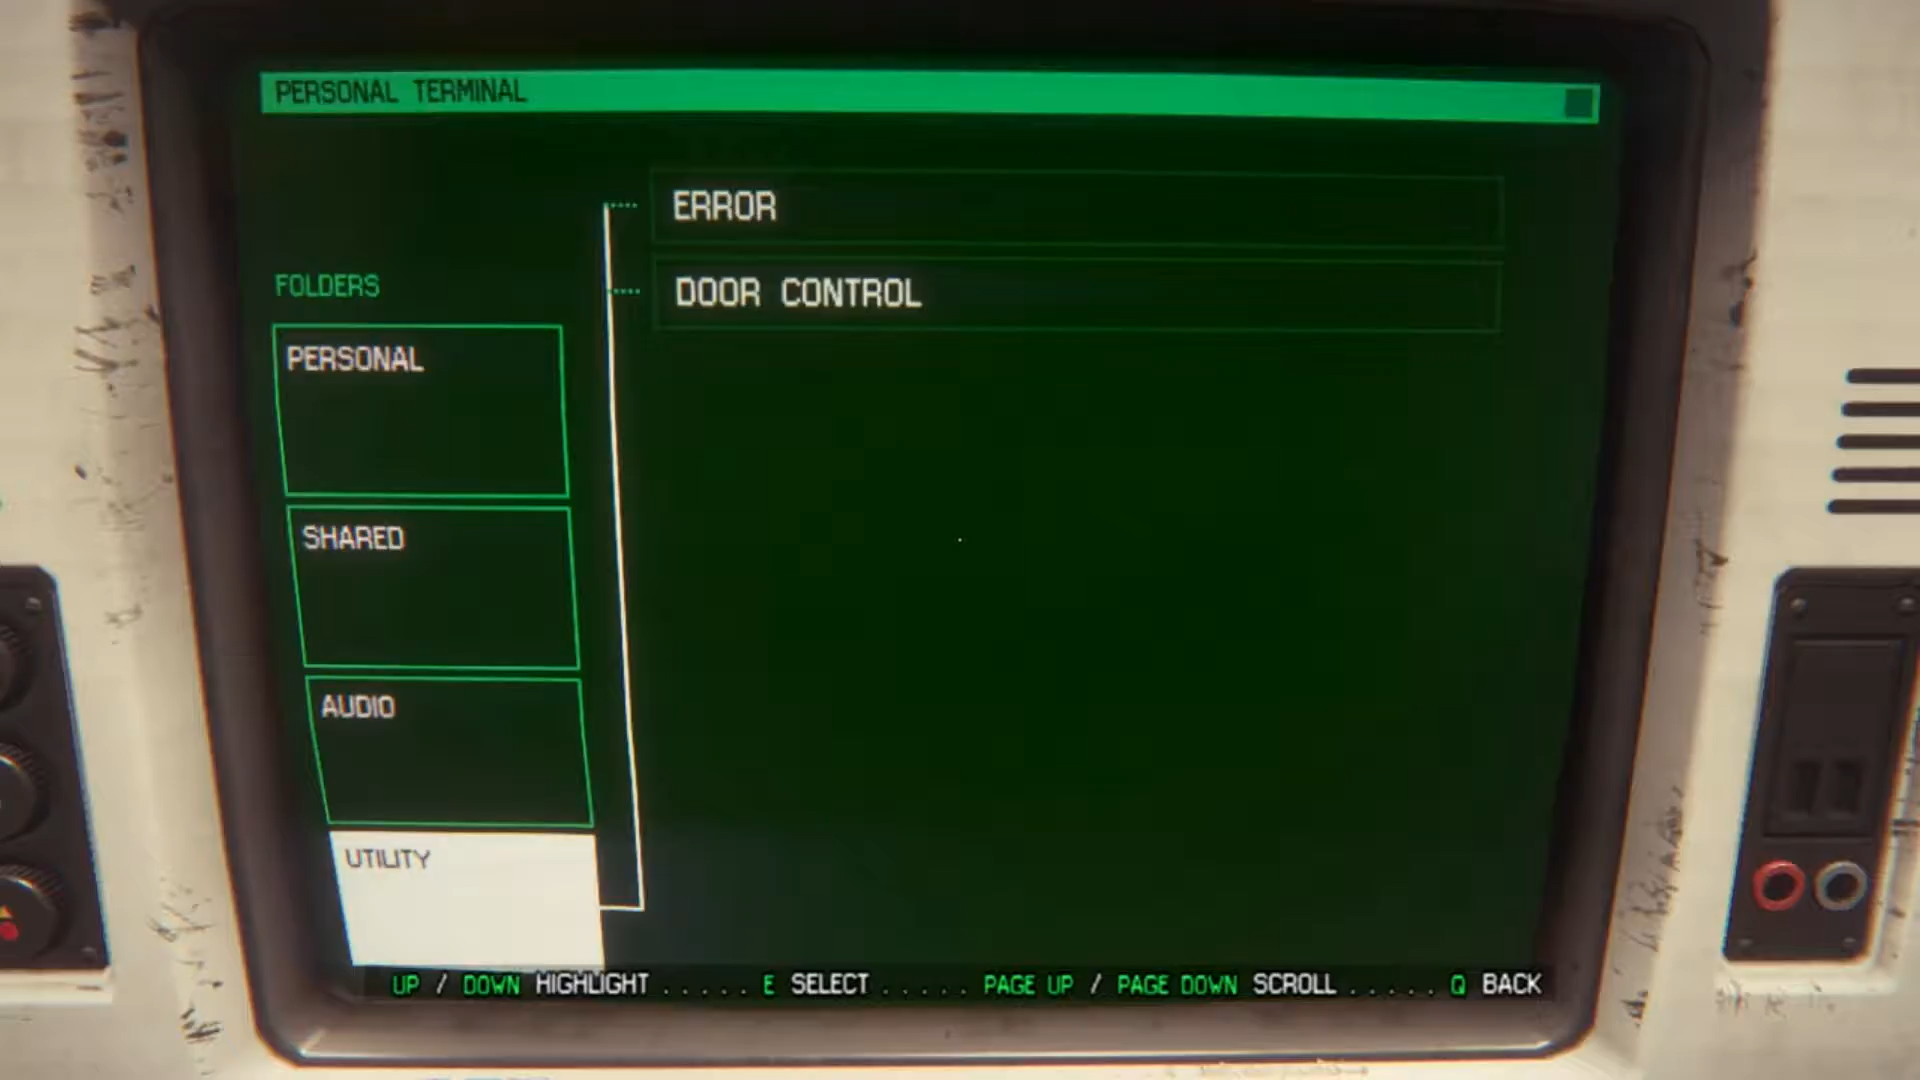 PERSONAL TERMINAL
ERROR
DOOR CONTROL
FOLDERS
PERSONAL
SHARED
AUDIO
UTILITY
UP / DOWN HIGHLIGHT ..... E SELECT ..... PAGE UP / PAGE DOWN SCROLL ..... Q BACK